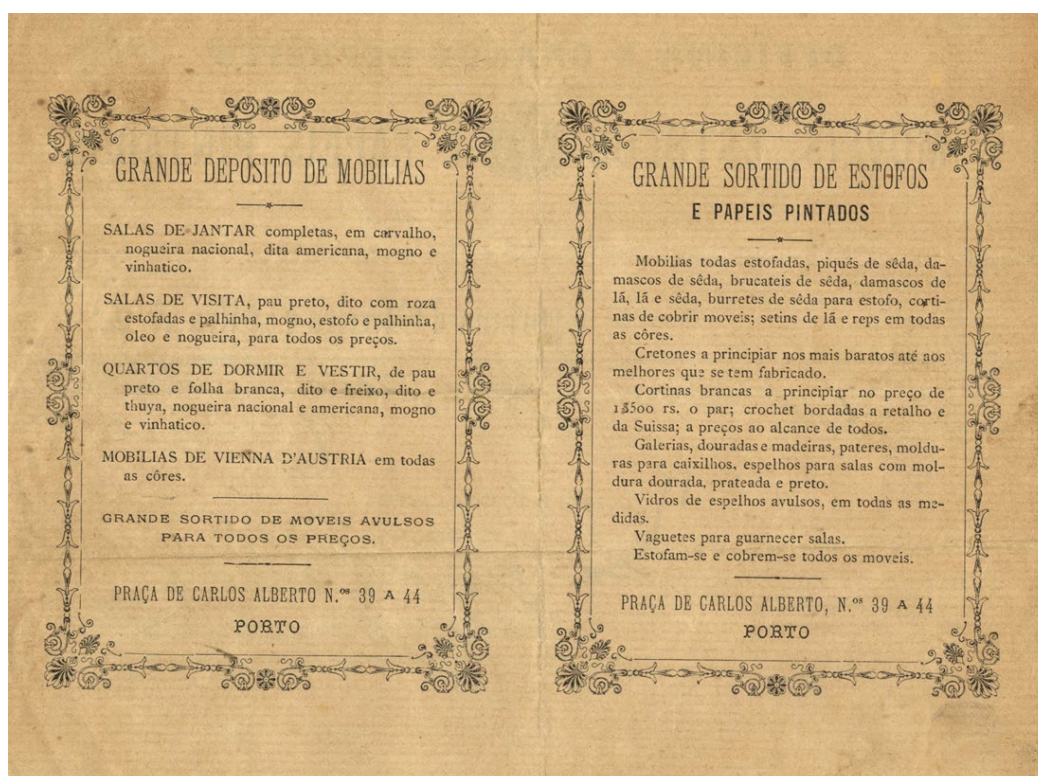 GRANDE DEPOSITO DE MOBILIAS
SALAS DE JANTAR completas, em carvalho,
nogueira nacional, dita americana, mogno e
vinhatico.
SALAS DE VISITA, pau preto, dito com roza
estofadas e palhinha, mogno, estofo e palhinha,
oleo e nogueira, para todos os preços.
QUARTOS DE DORMIR E VESTIR, de pau
preto e folha branca, dito e freixo, dito e
thuya, nogueira nacional e americana, mogno
e vinhatico.
MOBILIAS DE VIENNA D'AUSTRIA em todas
as côres.
GRANDE SORTIDO DE MOVEIS AVULSOS
PARA TODOS OS PREÇOS.
PRAÇA DE CARLOS ALBERTO N.os 39 A 44
PORTO
GRANDE SORTIDO DE ESTOFOS
E PAPEIS PINTADOS
Mobilias todas estofadas, piqués de sêda, da-
mascos de sêda, brucateis de sêda, damascos de
lã, lã e sêda, burretes de sêda para estofo, corti-
nas de cobrir moveis; setins de lã e reps em todas
as côres.
Cretones a principiar nos mais baratos até aos
melhores que se tem fabricado.
Cortinas brancas a principiar no preço de
1$500 rs. o par; crochet bordadas a retalho e
da Suissa; a preços ao alcance de todos.
Galerias, douradas e madeiras, pateres, moldu-
ras para caixilhos, espelhos para salas com mol-
dura dourada, prateada e preto.
Vidros de espelhos avulsos, em todas as me-
didas.
Vaguetes para guarnecer salas.
Estofam-se e cobrem-se todos os moveis.
PRAÇA DE CARLOS ALBERTO, N.os 39 A 44
PORTO